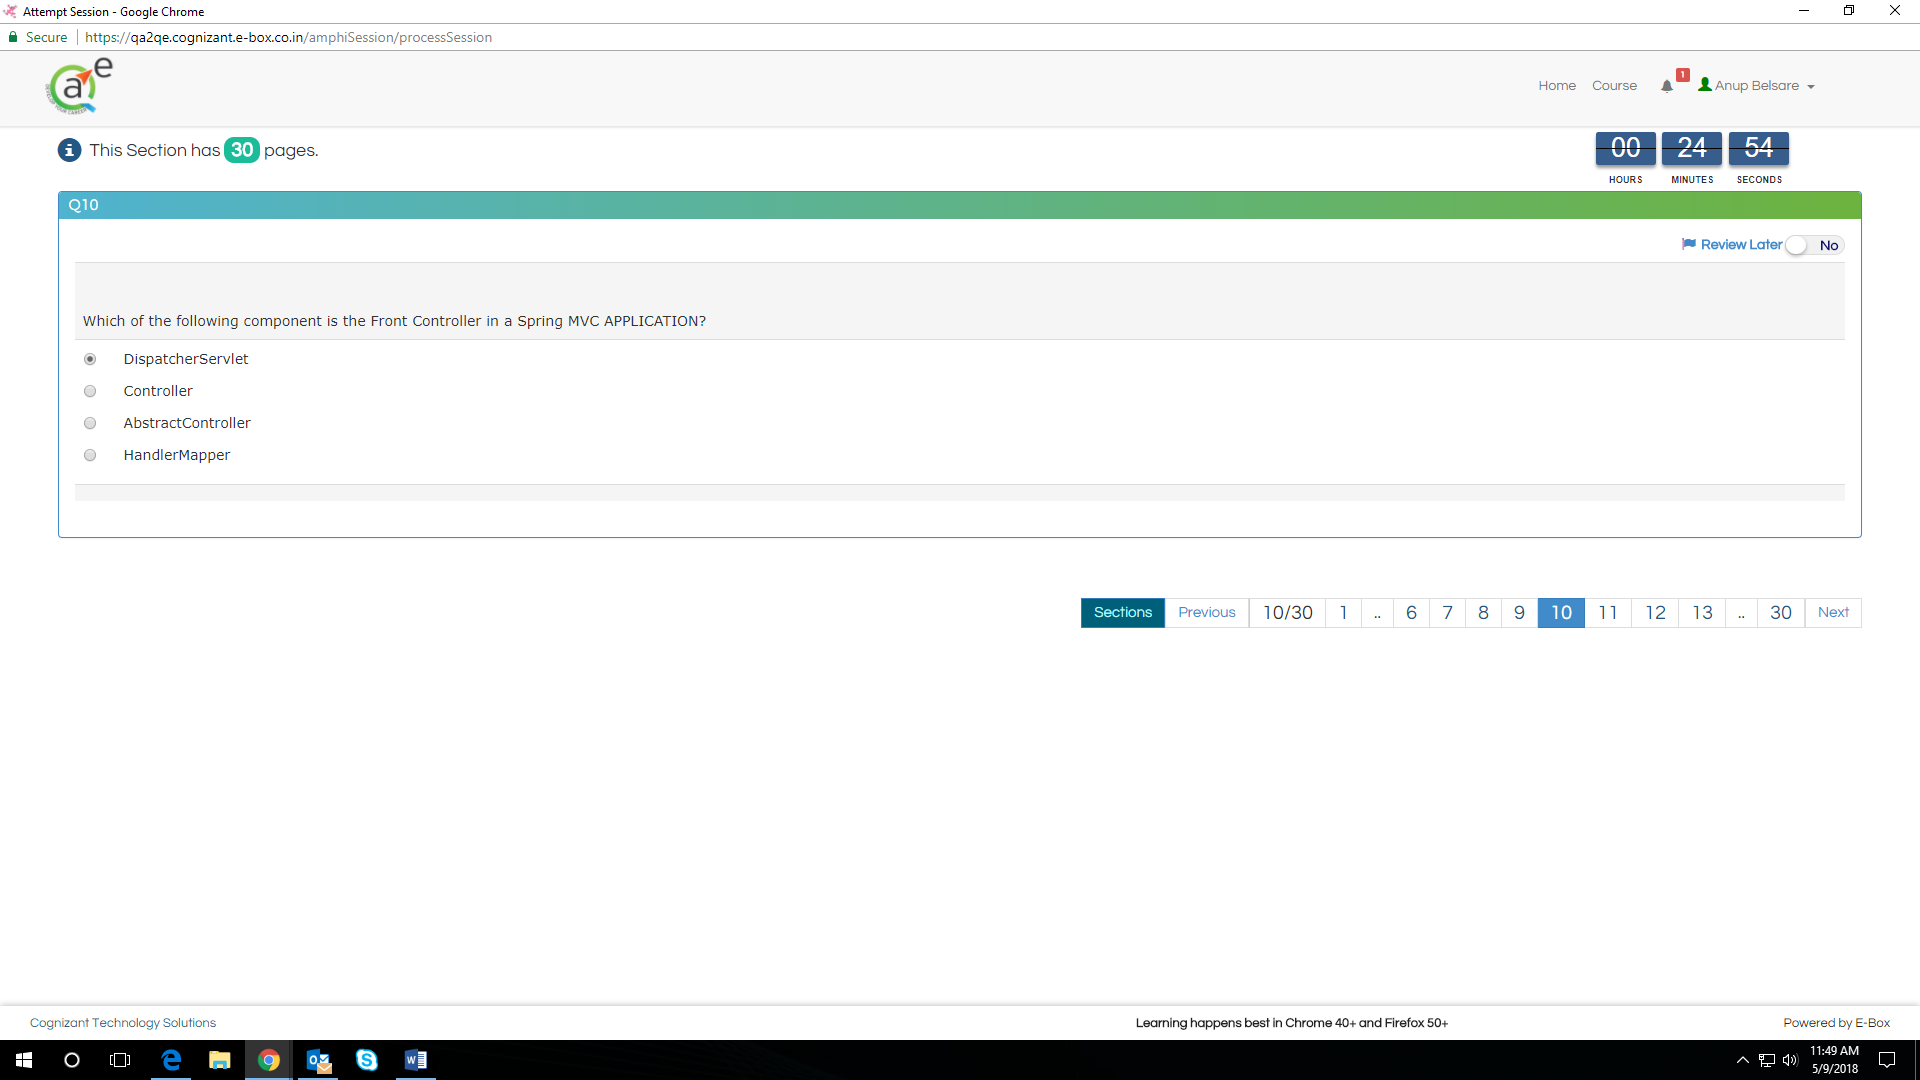 Attempt Session - Google Chrome
Secure https://qa2qe.cognizant.e-box.co.in/amphiSession/processSession
a e
Home Course 1 Anup Belsare
This Section has 30 pages.
00 24 54
HOURS MINUTES SECONDS
Q10
Review Later No
Which of the following component is the Front Controller in a Spring MVC APPLICATION?
DispatcherServlet
Controller
AbstractController
HandlerMapper
Sections Previous 10/30 1 .. 6 7 8 9 10 11 12 13 .. 30 Next
Cognizant Technology Solutions Learning happens best in Chrome 40+ and Firefox 50+ Powered by E-Box
11:49 AM
5/9/2018